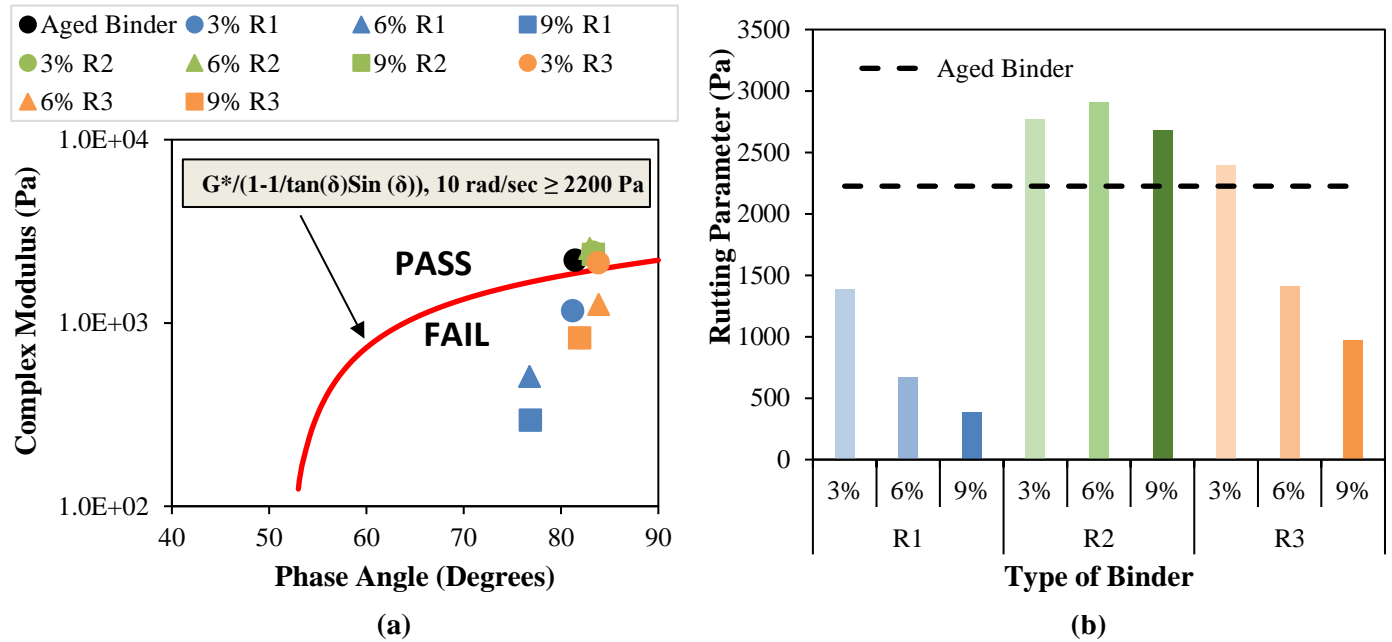 Aged Binder 3% R1 6% R1 9% R1
3% R2 6% R2 9% R2 3% R3
6% R3 9% R3
1.0E+04
1.0E+03
1.0E+02
Complex Modulus (Pa)
G*/(1-1/tan(δ)Sin (δ)), 10 rad/sec ≥ 2200 Pa
PASS
FAIL
40 50 60 70 80 90
Phase Angle (Degrees)
(a)
3500
3000
2500
2000
1500
1000
500
0
Rutting Parameter (Pa)
Aged Binder
3% 6% 9% 3% 6% 9% 3% 6% 9%
R1 R2 R3
Type of Binder
(b)